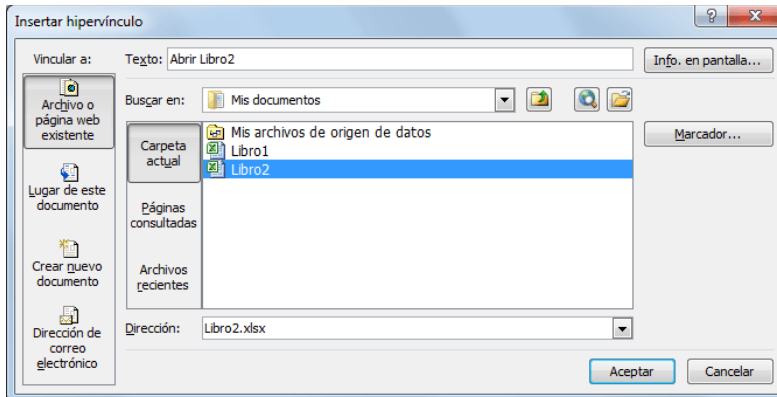 Insertar hipervínculo
Vincular a:
Texto: Abrir Libro2
Info. en pantalla...
Archivo o
página web
existente
Buscar en: Mis documentos
Marcador...
Carpeta
actual
Mis archivos de origen de datos
Libro1
Libro2
Lugar de este
documento
Páginas
consultadas
Crear nuevo
documento
Archivos
recientes
Dirección de
correo
electrónico
Dirección: Libro2.xlsx
Aceptar
Cancelar